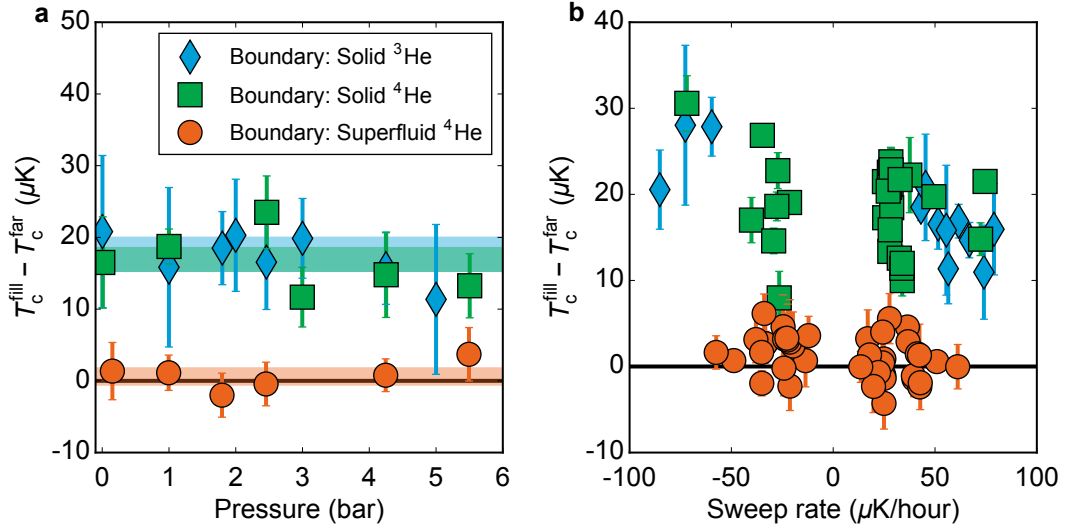 a
50
40
30
20
10
0
-10
T_c^fill – T_c^far (µK)
0 1 2 3 4 5 6
Pressure (bar)
Boundary: Solid ³He
Boundary: Solid ⁴He
Boundary: Superfluid ⁴He
b
40
30
20
10
0
-10
T_c^fill – T_c^far (µK)
-100 -50 0 50 100
Sweep rate (µK/hour)